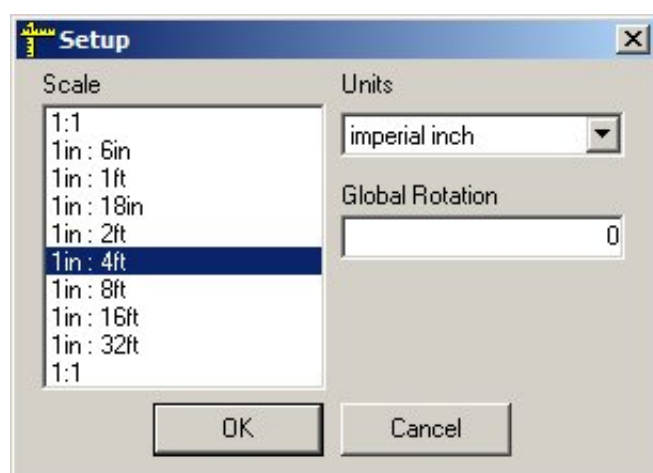 Setup
Scale
1:1
1in : 6in
1in : 1ft
1in : 18in
1in : 2ft
1in : 4ft
1in : 8ft
1in : 16ft
1in : 32ft
1:1
Units
imperial inch
Global Rotation
0
OK
Cancel